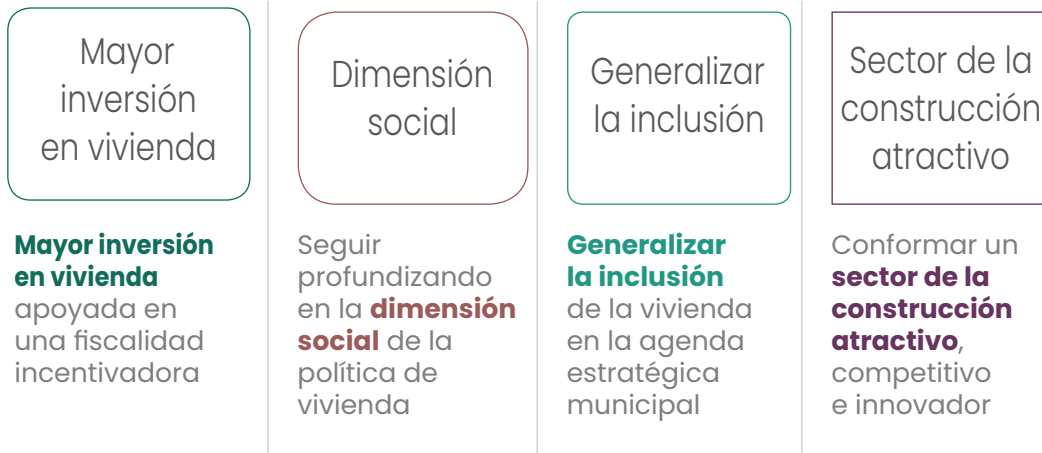 Mayor
inversión
en vivienda
Dimensión
social
Generalizar
la inclusión
Sector de la
construcción
atractivo
Mayor inversión
en vivienda
apoyada en
una fiscalidad
incentivadora
Seguir
profundizando
en la dimensión
social de la
política de
vivienda
Generalizar
la inclusión
de la vivienda
en la agenda
estratégica
municipal
Conformar un
sector de la
construcción
atractivo,
competitivo
e innovador